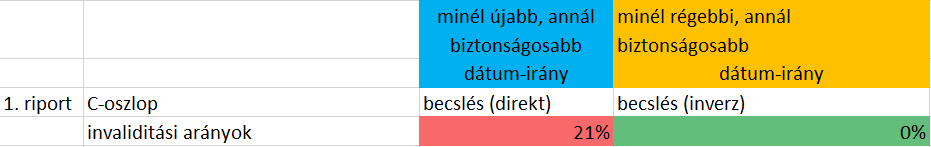 minél újabb, annál
biztonságosabb
dátum-irány
minél régebbi, annál
biztonságosabb
dátum-irány
1. riport C-oszlop becslés (direkt) becslés (inverz)
invaliditási arányok 21% 0%